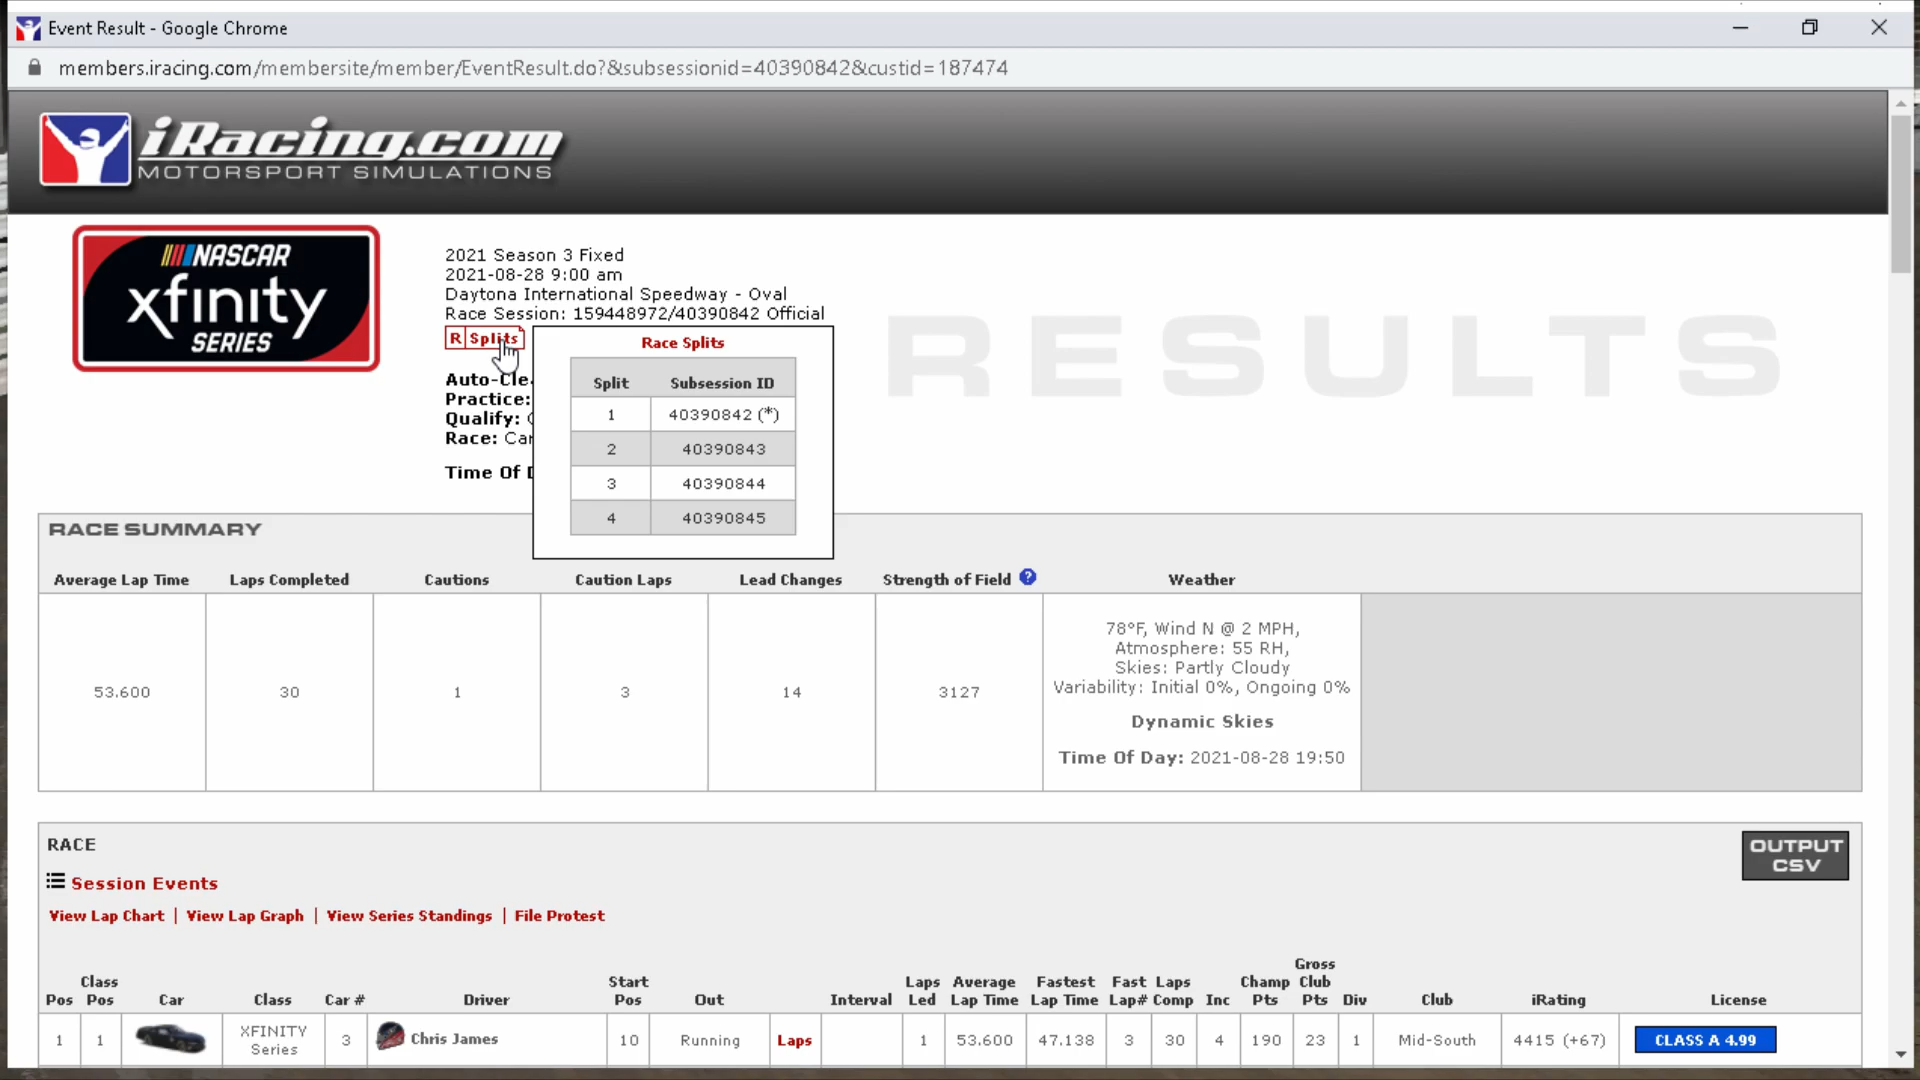 Event Result - Google Chrome
members.iracing.com/membersite/member/EventResult.do?&subsessionid=40390842&custid=187474
iRacing.com
MOTORSPORT SIMULATIONS
NASCAR
xfinity
SERIES
2021 Season 3 Fixed
2021-08-28 9:00 am
Daytona International Speedway - Oval
Race Session: 159448972/40390842 Official
R Splits
RESULTS
Race Splits
Split Subsession ID
1 40390842 (*)
2 40390843
3 40390844
4 40390845
Auto-Cle
Practice:
Qualify:
Race: Car
Time Of D
RACE SUMMARY
Average Lap Time Laps Completed Cautions Caution Laps Lead Changes Strength of Field ? Weather
53.600 30 1 3 14 3127
78°F, Wind N @ 2 MPH,
Atmosphere: 55 RH,
Skies: Partly Cloudy
Variability: Initial 0%, Ongoing 0%
Dynamic Skies
Time Of Day: 2021-08-28 19:50
RACE
OUTPUT
CSV
Session Events
View Lap Chart | View Lap Graph | View Series Standings | File Protest
Pos Class Pos Car Class Car # Driver Start Pos Out Interval Laps Led Average Lap Time Fastest Lap Time Fast Lap# Laps Comp Inc Champ Pts Gross Club Pts Div Club iRating License
1 1 XFINITY Series 3 Chris James 10 Running Laps 1 53.600 47.138 3 30 4 190 23 1 Mid-South 4415 (+67) CLASS A 4.99